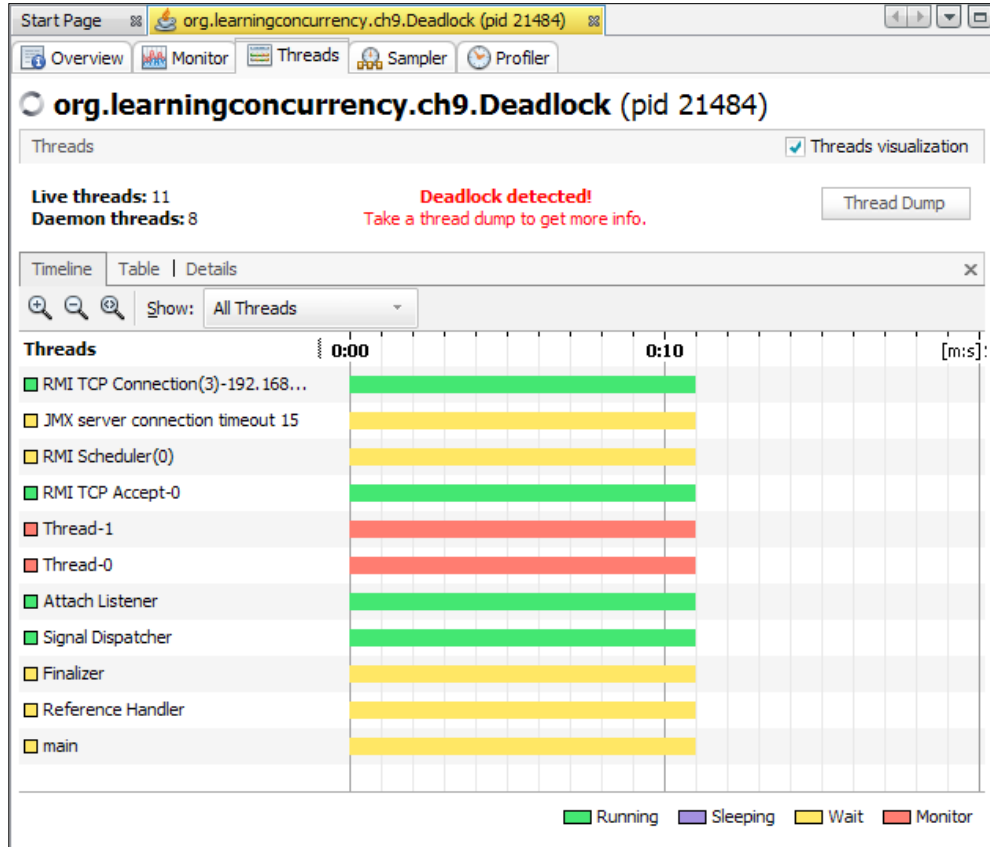 Start Page org.learningconcurrency.ch9.Deadlock (pid 21484)
Overview Monitor Threads Sampler Profiler
org.learningconcurrency.ch9.Deadlock (pid 21484)
Threads Threads visualization
Live threads: 11 Deadlock detected! Thread Dump
Daemon threads: 8 Take a thread dump to get more info.
Timeline Table Details
Show: All Threads
Threads 0:00 0:10 [m:s]
RMI TCP Connection(3)-192.168...
JMX server connection timeout 15
RMI Scheduler(0)
RMI TCP Accept-0
Thread-1
Thread-0
Attach Listener
Signal Dispatcher
Finalizer
Reference Handler
main
Running Sleeping Wait Monitor